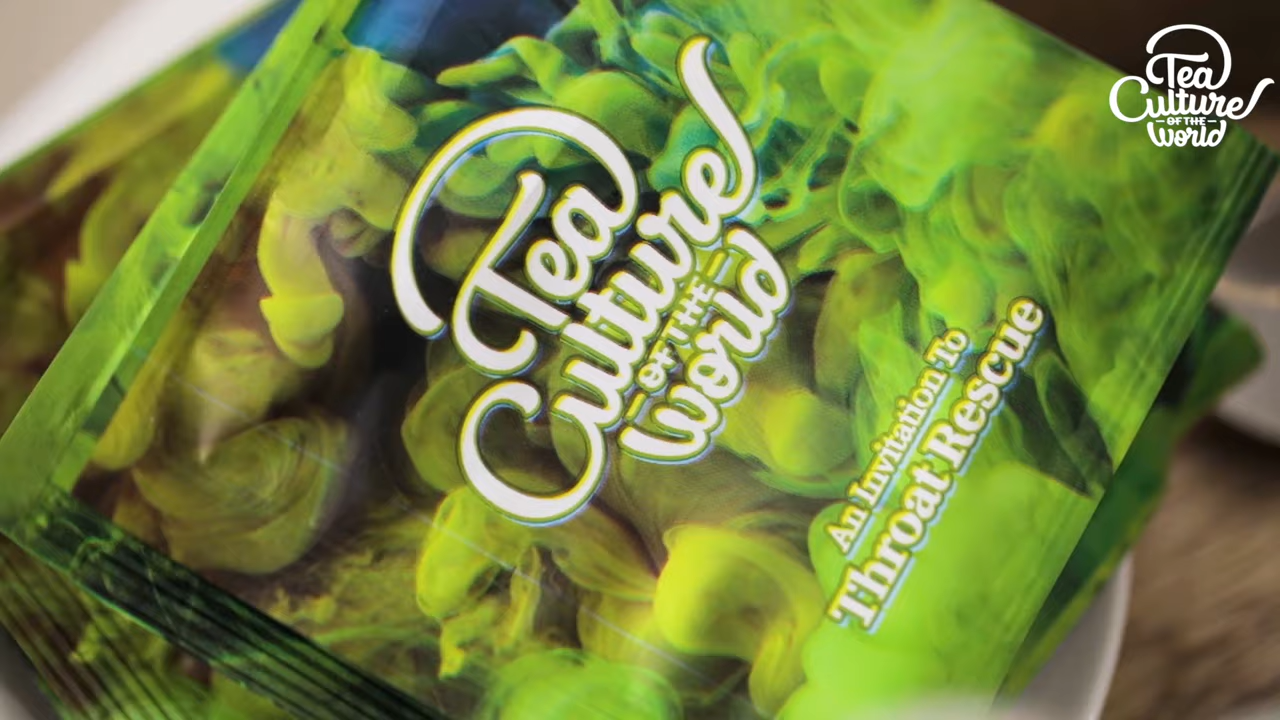 Tea
Culture
OF THE
World
An Invitation To
Throat Rescue
Tea
Culture
OF THE
World